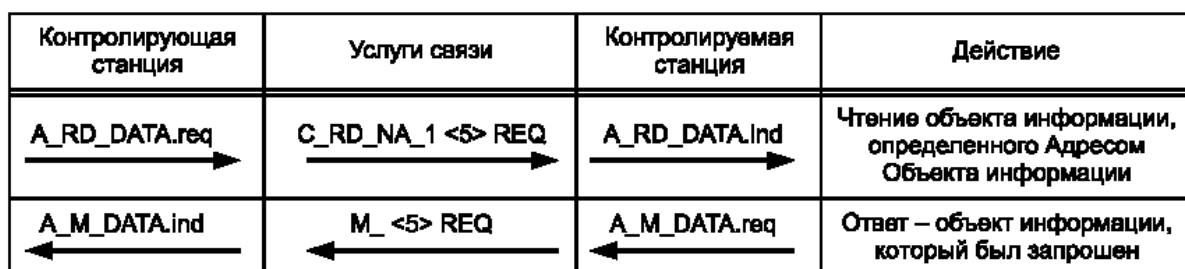 Контролирующая
станция
Услуги связи
Контролируемая
станция
Действие
A_RD_DATA.req
C_RD_NA_1 <5> REQ
A_RD_DATA.ind
Чтение объекта информации,
определенного Адресом
Объекта информации
A_M_DATA.ind
M_ <5> REQ
A_M_DATA.req
Ответ – объект информации,
который был запрошен